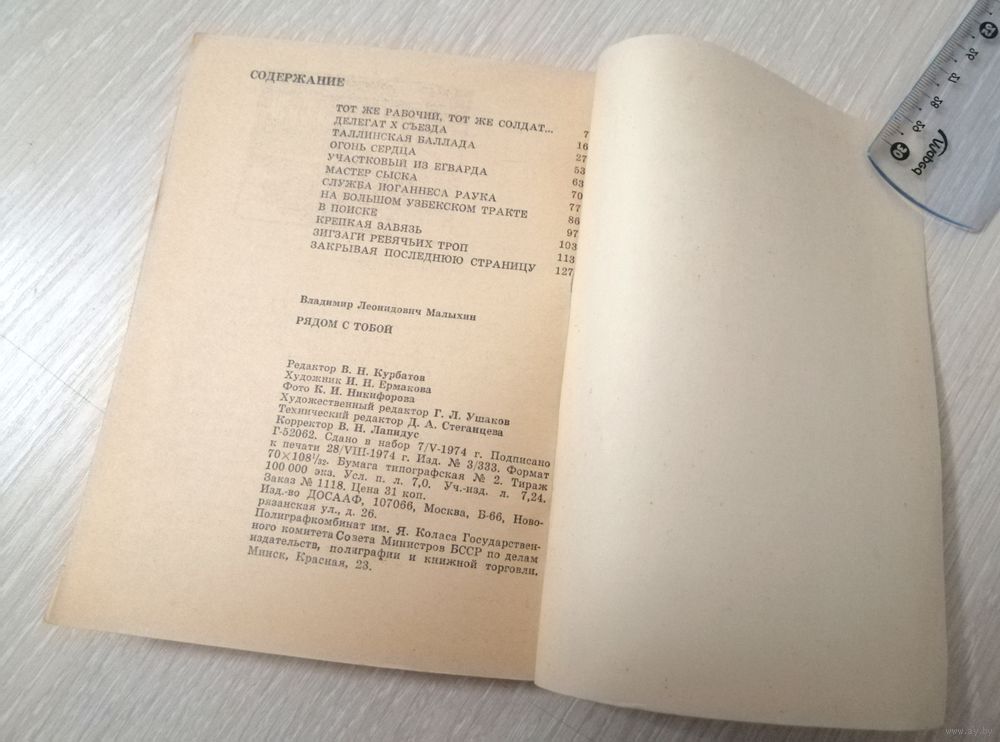 СОДЕРЖАНИЕ
ТОТ ЖЕ РАБОЧИЙ, ТОТ ЖЕ СОЛДАТ... 7
ДЕЛЕГАТ X СЪЕЗДА 16
ТАЛЛИНСКАЯ БАЛЛАДА 27
ОГОНЬ СЕРДЦА 53
УЧАСТКОВЫЙ ИЗ ЕГВАРДА 63
МАСТЕР СЫСКА 70
СЛУЖБА ИОГАННЕСА РАУКА 77
НА БОЛЬШОМ УЗБЕКСКОМ ТРАКТЕ 86
В ПОИСКЕ 97
КРЕПКАЯ ЗАВЯЗЬ 103
ЗИГЗАГИ РЕБЯЧЬИХ ТРОП 113
ЗАКРЫВАЯ ПОСЛЕДНЮЮ СТРАНИЦУ 127
Владимир Леонидович Малыхин
РЯДОМ С ТОБОЙ
Редактор В. Н. Курбатов
Художник И. Н. Ермакова
Фото К. И. Никифорова
Художественный редактор Г. Л. Ушаков
Технический редактор Д. А. Стеганцева
Корректор В. Н. Лапидус
Г-52062. Сдано в набор 7/V-1974 г. Подписано
к печати 28/VIII-1974 г. Изд. № 3/333. Формат
70×108¹/₃₂. Бумага типографская № 2. Тираж
100 000 экз. Усл. п. л. 7,0. Уч.-изд. л. 7,24.
Заказ № 1118. Цена 31 коп.
Изд.-во ДОСААФ, 107066, Москва, Б-66, Ново-
рязанская ул., д. 26.
Полиграфкомбинат им. Я. Коласа Государствен-
ного комитета Совета Министров БССР по делам
издательств, полиграфии и книжной торговли.
Минск, Красная, 23.
www.ay.by